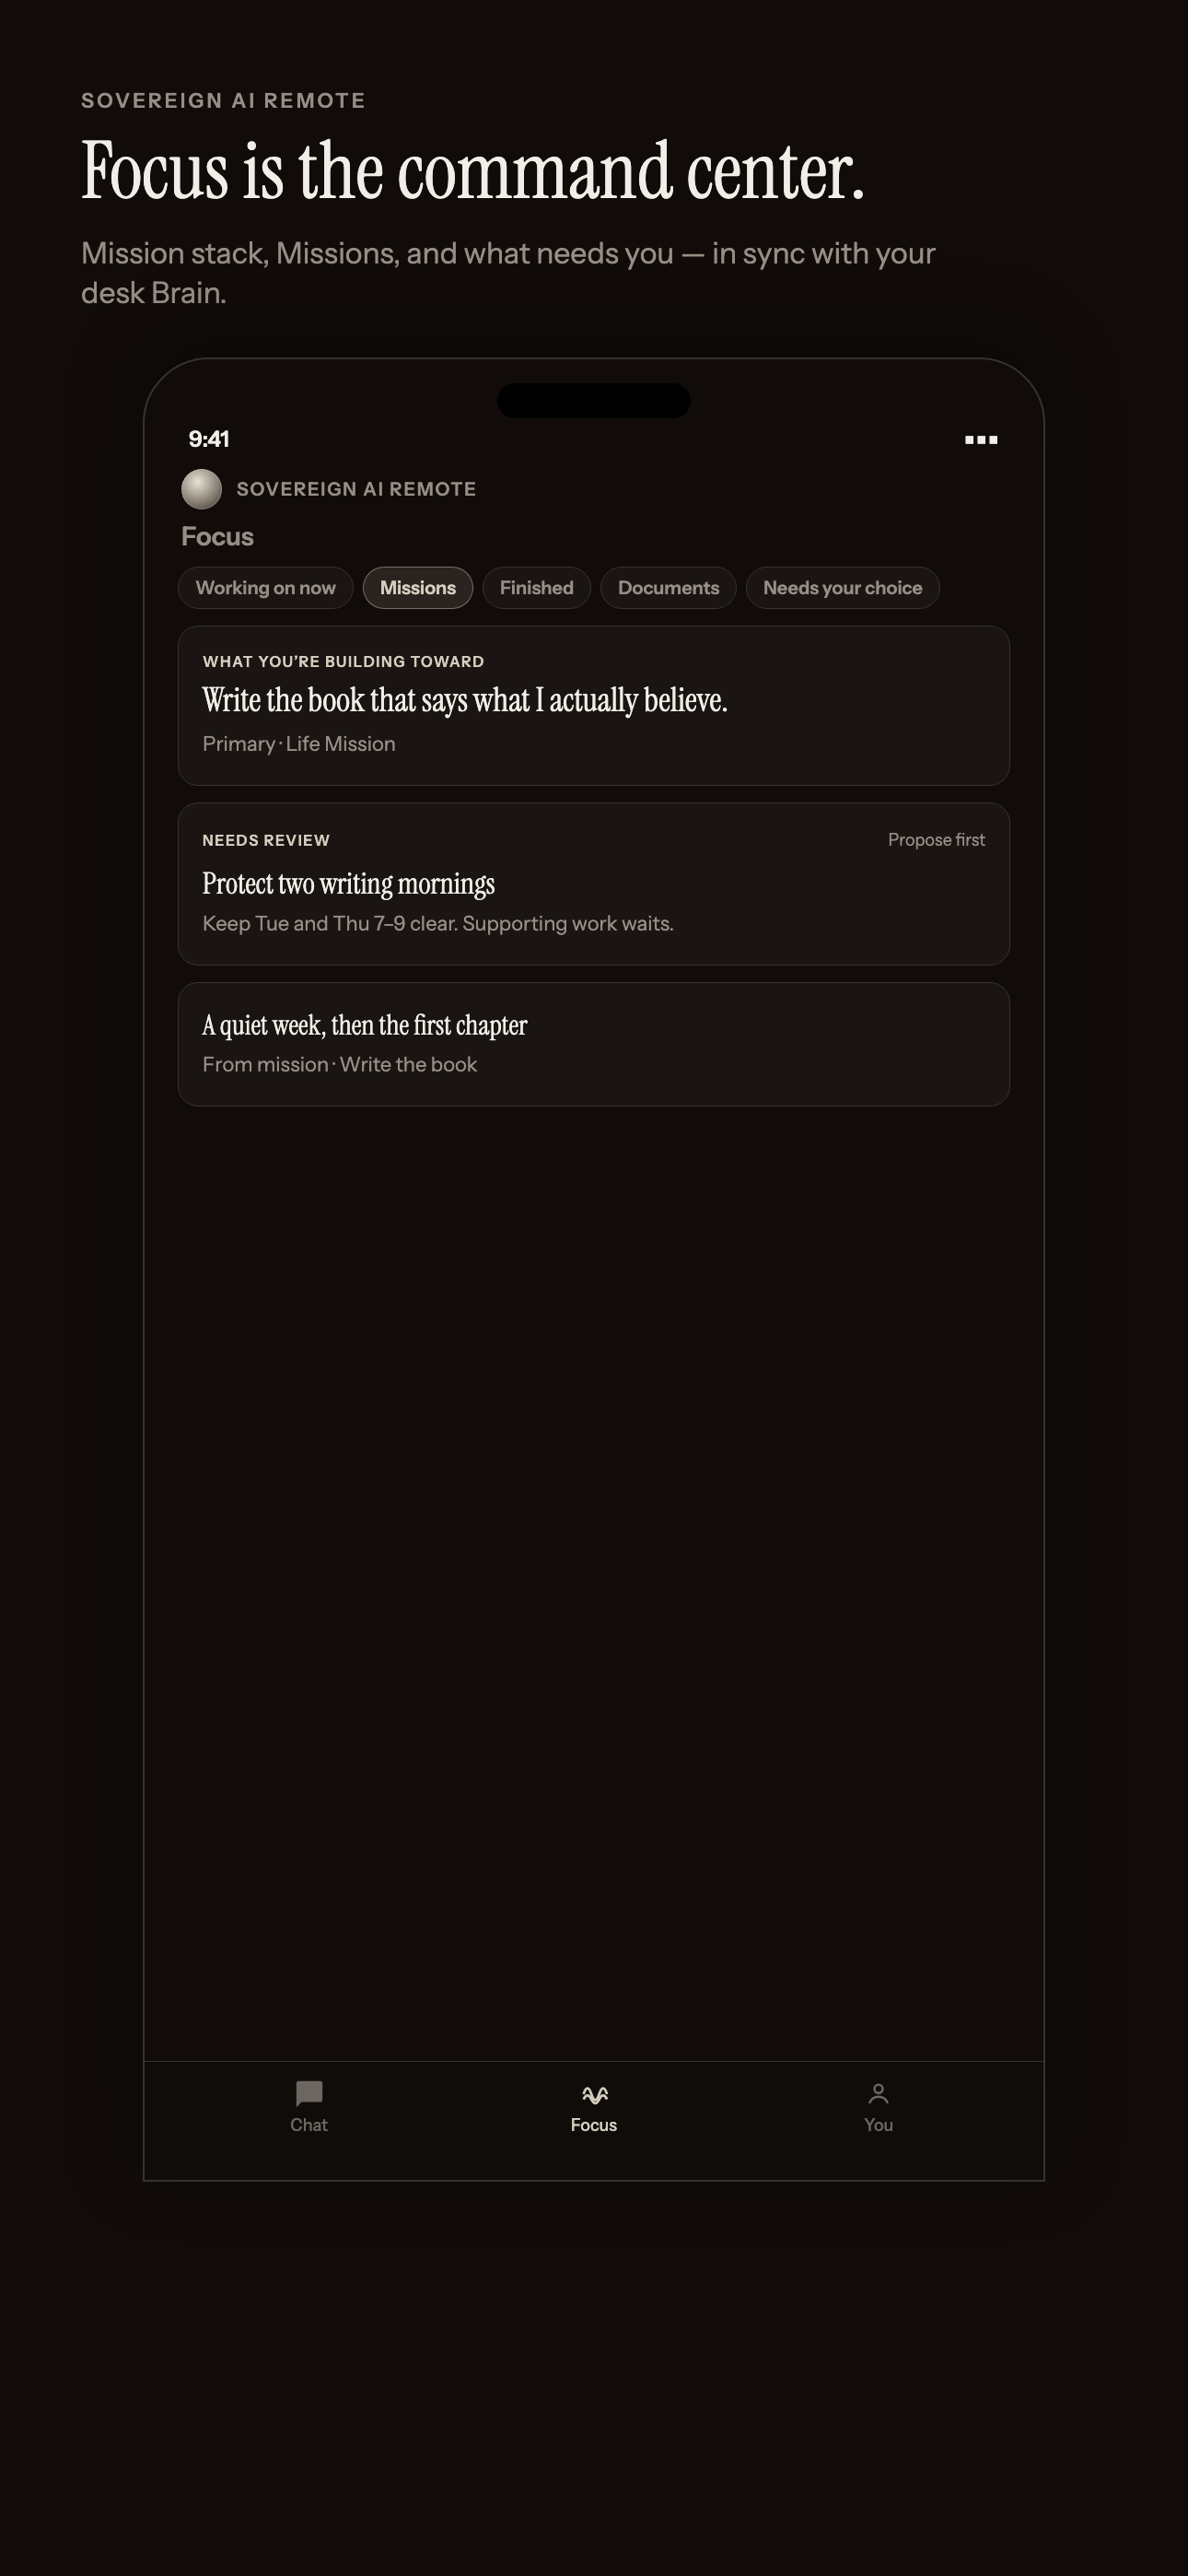 SOVEREIGN AI REMOTE
Focus is the command center.
Mission stack, Missions, and what needs you — in sync with your
desk Brain.
9:41
SOVEREIGN AI REMOTE
Focus
Working on now
Missions
Finished
Documents
Needs your choice
WHAT YOU’RE BUILDING TOWARD
Write the book that says what I actually believe.
Primary · Life Mission
NEEDS REVIEW
Propose first
Protect two writing mornings
Keep Tue and Thu 7–9 clear. Supporting work waits.
A quiet week, then the first chapter
From mission · Write the book
Chat
Focus
You